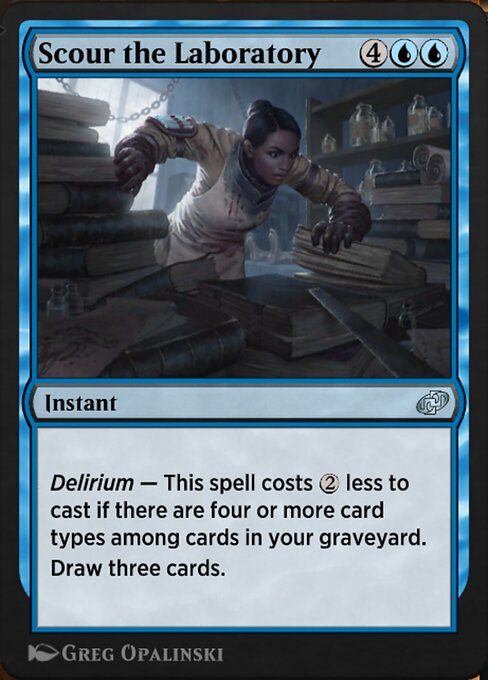 Scour the Laboratory 4
Instant
Delirium — This spell costs 2 less to
cast if there are four or more card
types among cards in your graveyard.
Draw three cards.
Greg Opalinski